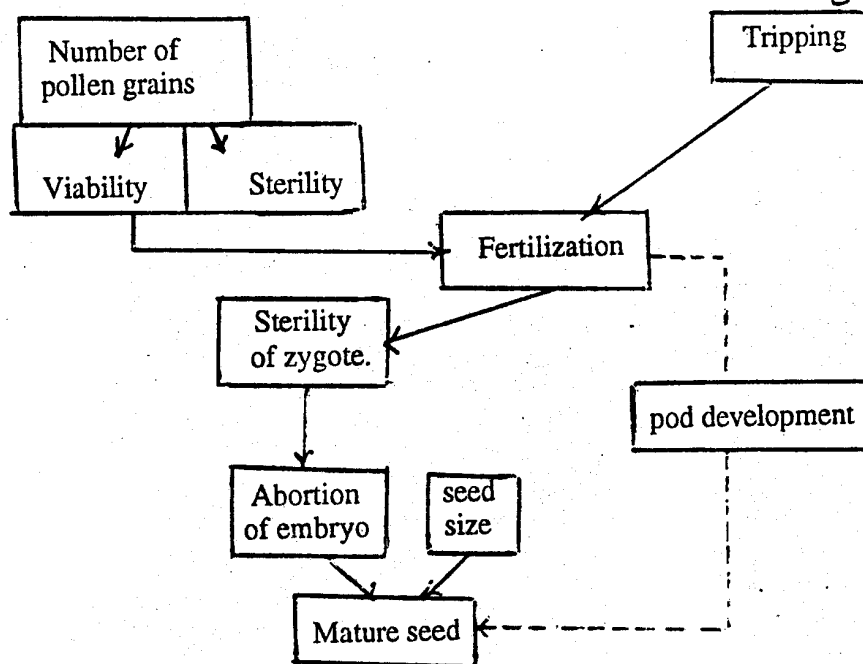 Number of
pollen grains
Tripping
Viability
Sterility
Fertilization
Sterility
of zygote.
pod development
Abortion
of embryo
seed
size
Mature seed